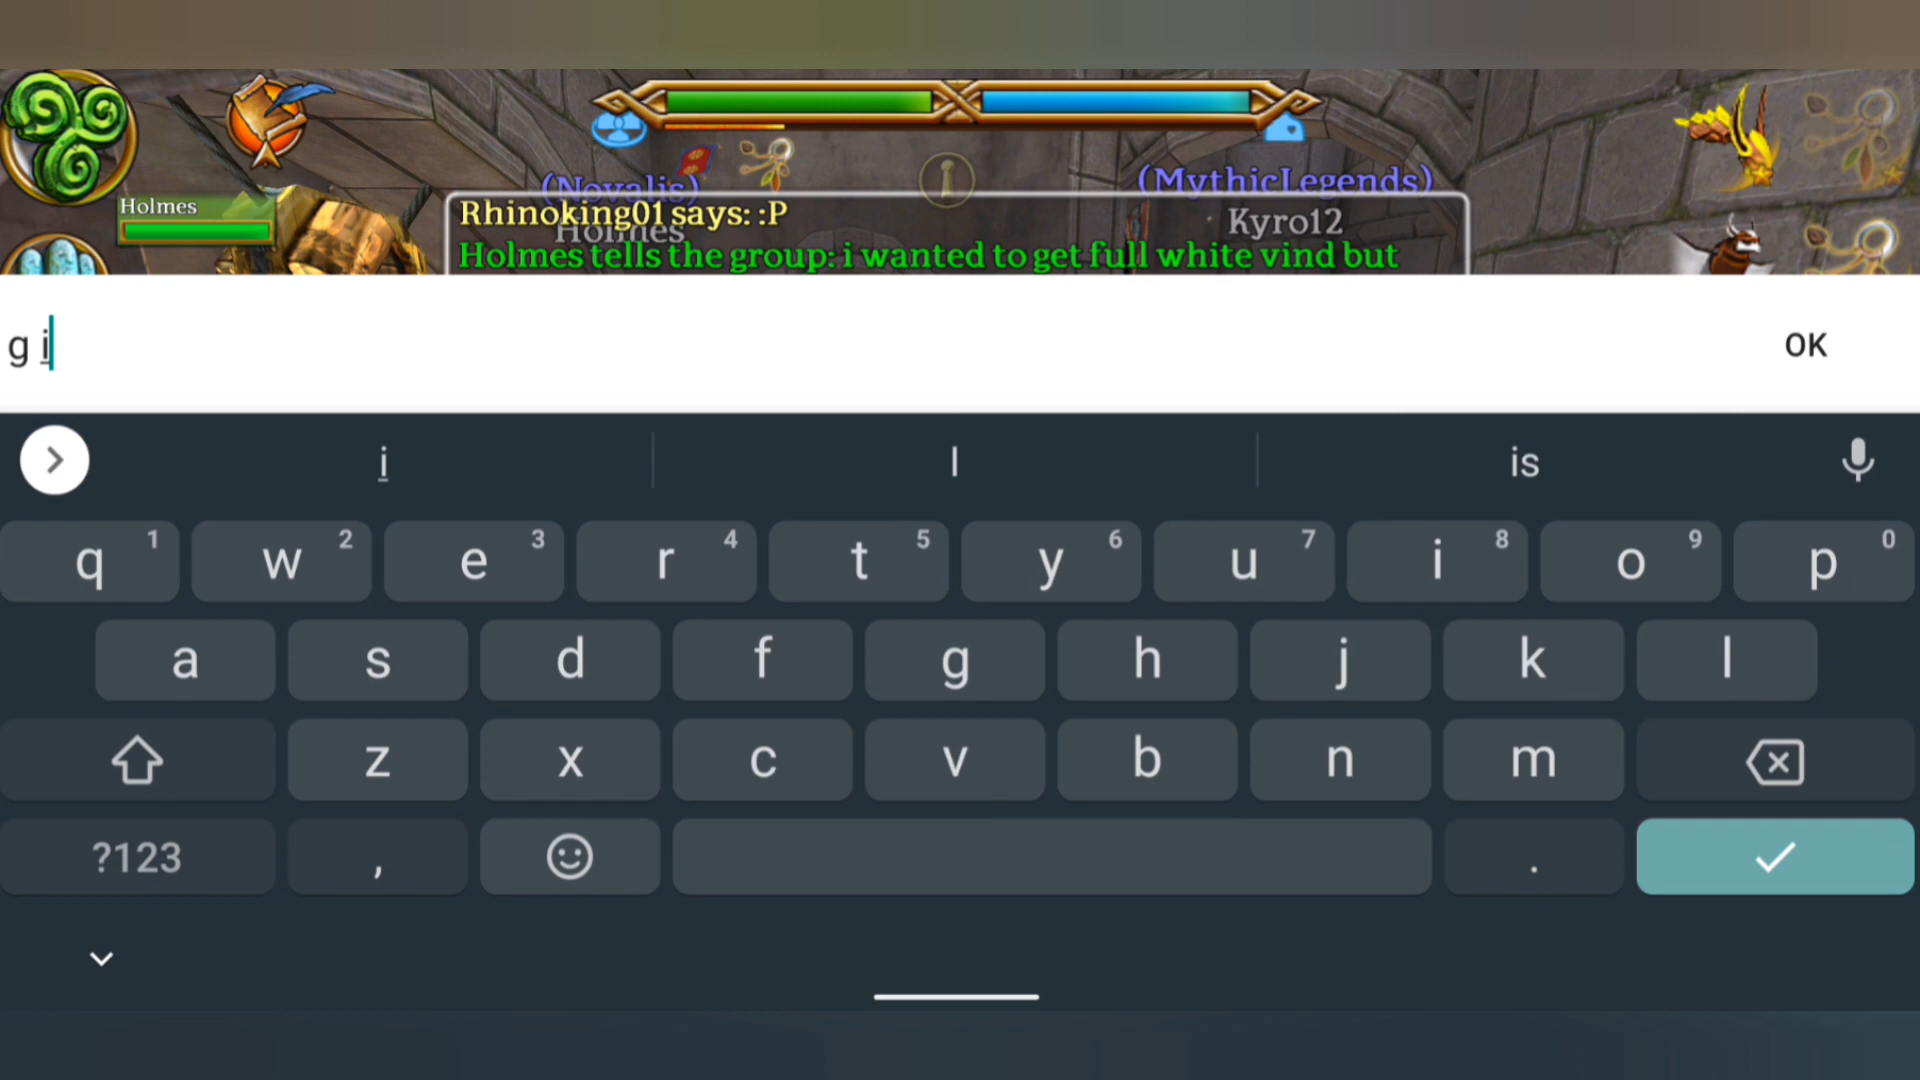 (Novalis)
(MythicLegends)
Holmes
Rhinoking01 says: :P
Kyro12
Holmes
Holmes tells the group: i wanted to get full white vind but
g i
OK
i
I
is
q 1 w 2 e 3 r 4 t 5 y 6 u 7 i 8 o 9 p 0
a s d f g h j k l
z x c v b n m
?123 , .